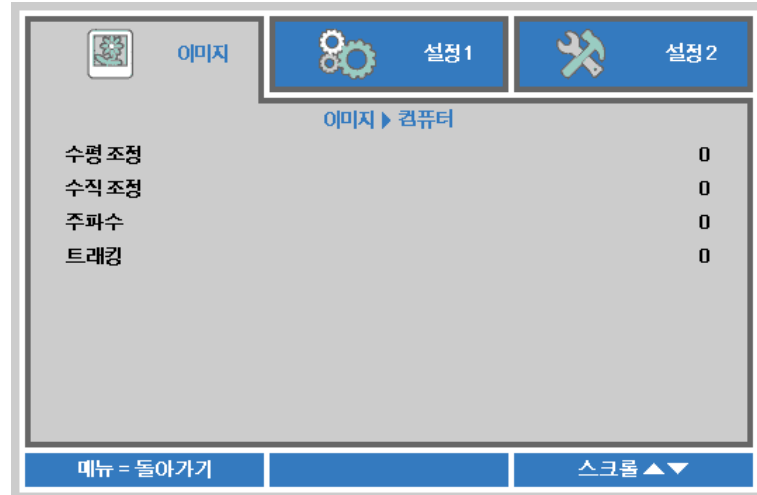 이미지
설정 1
설정 2
이미지 ▶ 컴퓨터
수평 조정 0
수직 조정 0
주파수 0
트래킹 0
메뉴 = 돌아가기
스크롤 ▲▼